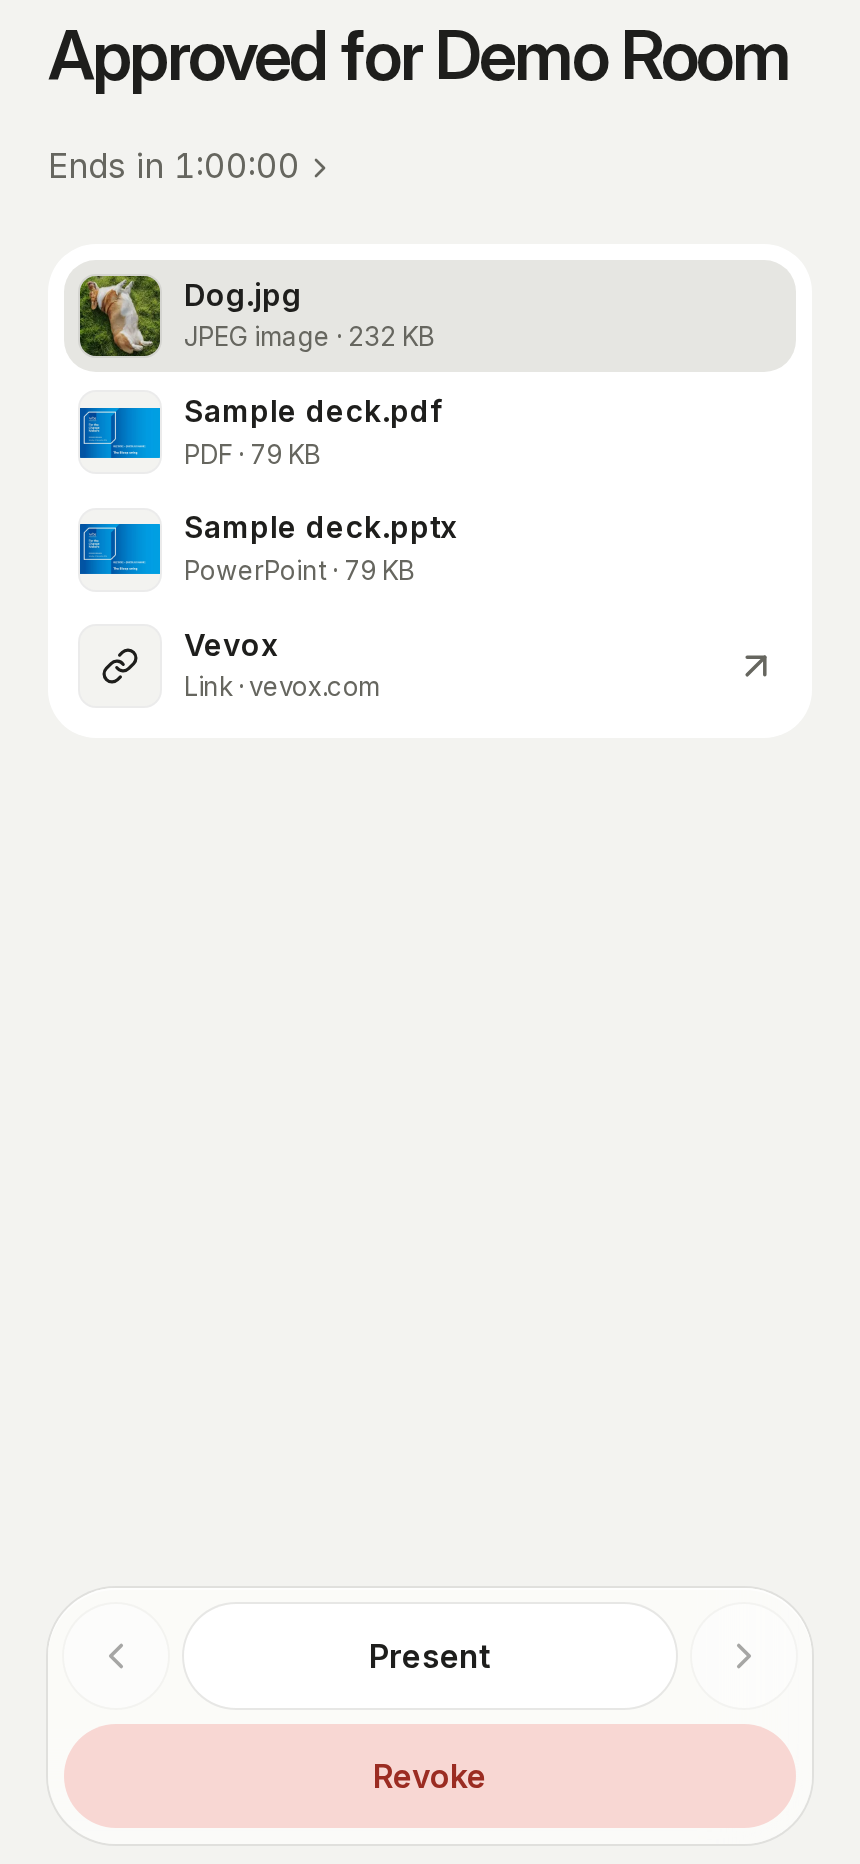 Approved for Demo Room
Ends in 1:00:00
Dog.jpg
JPEG image · 232 KB
Sample deck.pdf
PDF · 79 KB
Sample deck.pptx
PowerPoint · 79 KB
Vevox
Link · vevox.com
Present
Revoke